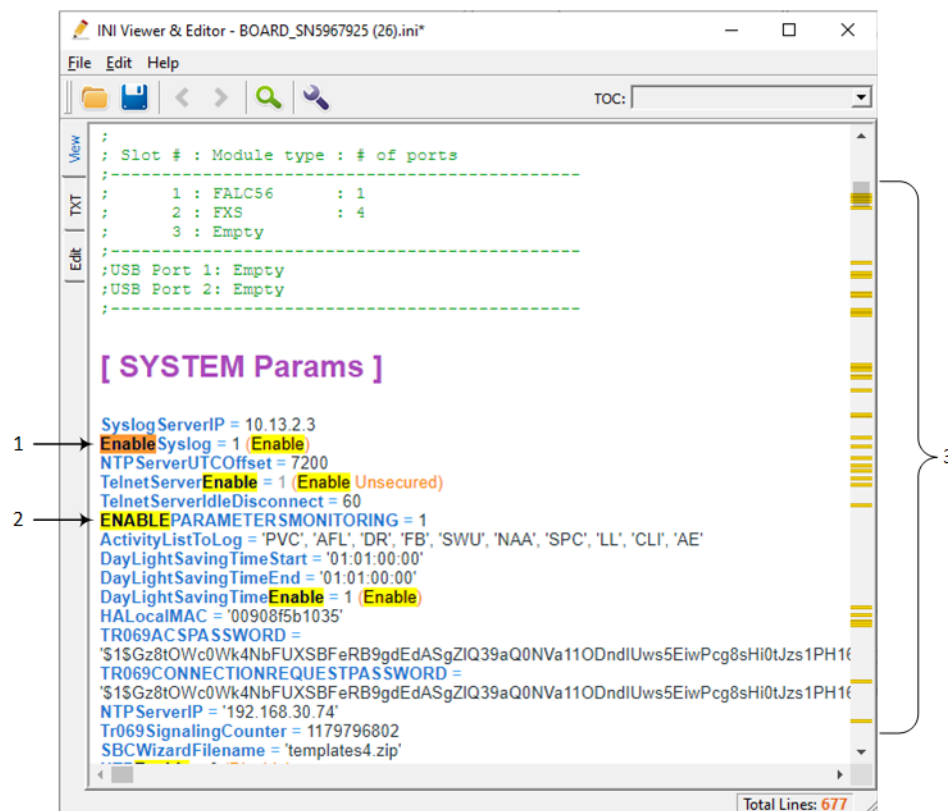 INI Viewer & Editor - BOARD_SN5967925 (26).ini*
File Edit Help
TOC:
View
TXT
Edit
;
; Slot # : Module type : # of ports
;----------------------------------------------
; 1 : FALC56 : 1
; 2 : FXS : 4
; 3 : Empty
;----------------------------------------------
;USB Port 1: Empty
;USB Port 2: Empty
;----------------------------------------------
[ SYSTEM Params ]
SyslogServerIP = 10.13.2.3
1
EnableSyslog = 1 (Enable)
NTPServerUTCOffset = 7200
3
TelnetServerEnable = 1 (Enable Unsecured)
TelnetServerIdleDisconnect = 60
2
ENABLEPARAMETERSMONITORING = 1
ActivityListToLog = 'PVC', 'AFL', 'DR', 'FB', 'SWU', 'NAA', 'SPC', 'LL', 'CLI', 'AE'
DayLightSavingTimeStart = '01:01:00:00'
DayLightSavingTimeEnd = '01:01:00:00'
DayLightSavingTimeEnable = 1 (Enable)
HALocalMAC = '00908f5b1035'
TR069ACSPASSWORD =
'$1$Gz8tOWc0Wk4NbFUXSBFeRB9gdEdASgZIQ39aQ0NVa11ODndIUws5EiwPcg8sHi0tJzs1PH16
TR069CONNECTIONREQUESTPASSWORD =
'$1$Gz8tOWc0Wk4NbFUXSBFeRB9gdEdASgZIQ39aQ0NVa11ODndIUws5EiwPcg8sHi0tJzs1PH16
NTPServerIP = '192.168.30.74'
Tr069SignalingCounter = 1179796802
SBCWizardFilename = 'templates4.zip'
Total Lines: 677